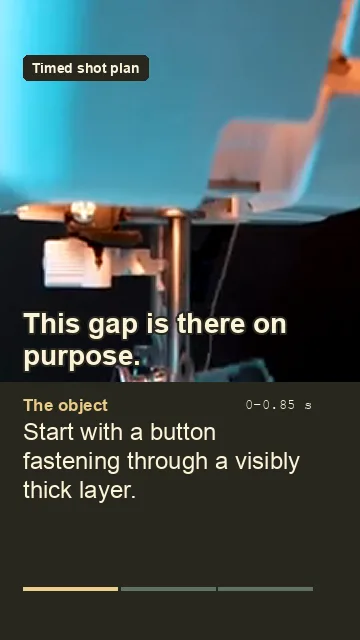 Timed shot plan
This gap is there on
purpose.
The object
0–0.85 s
Start with a button
fastening through a visibly
thick layer.